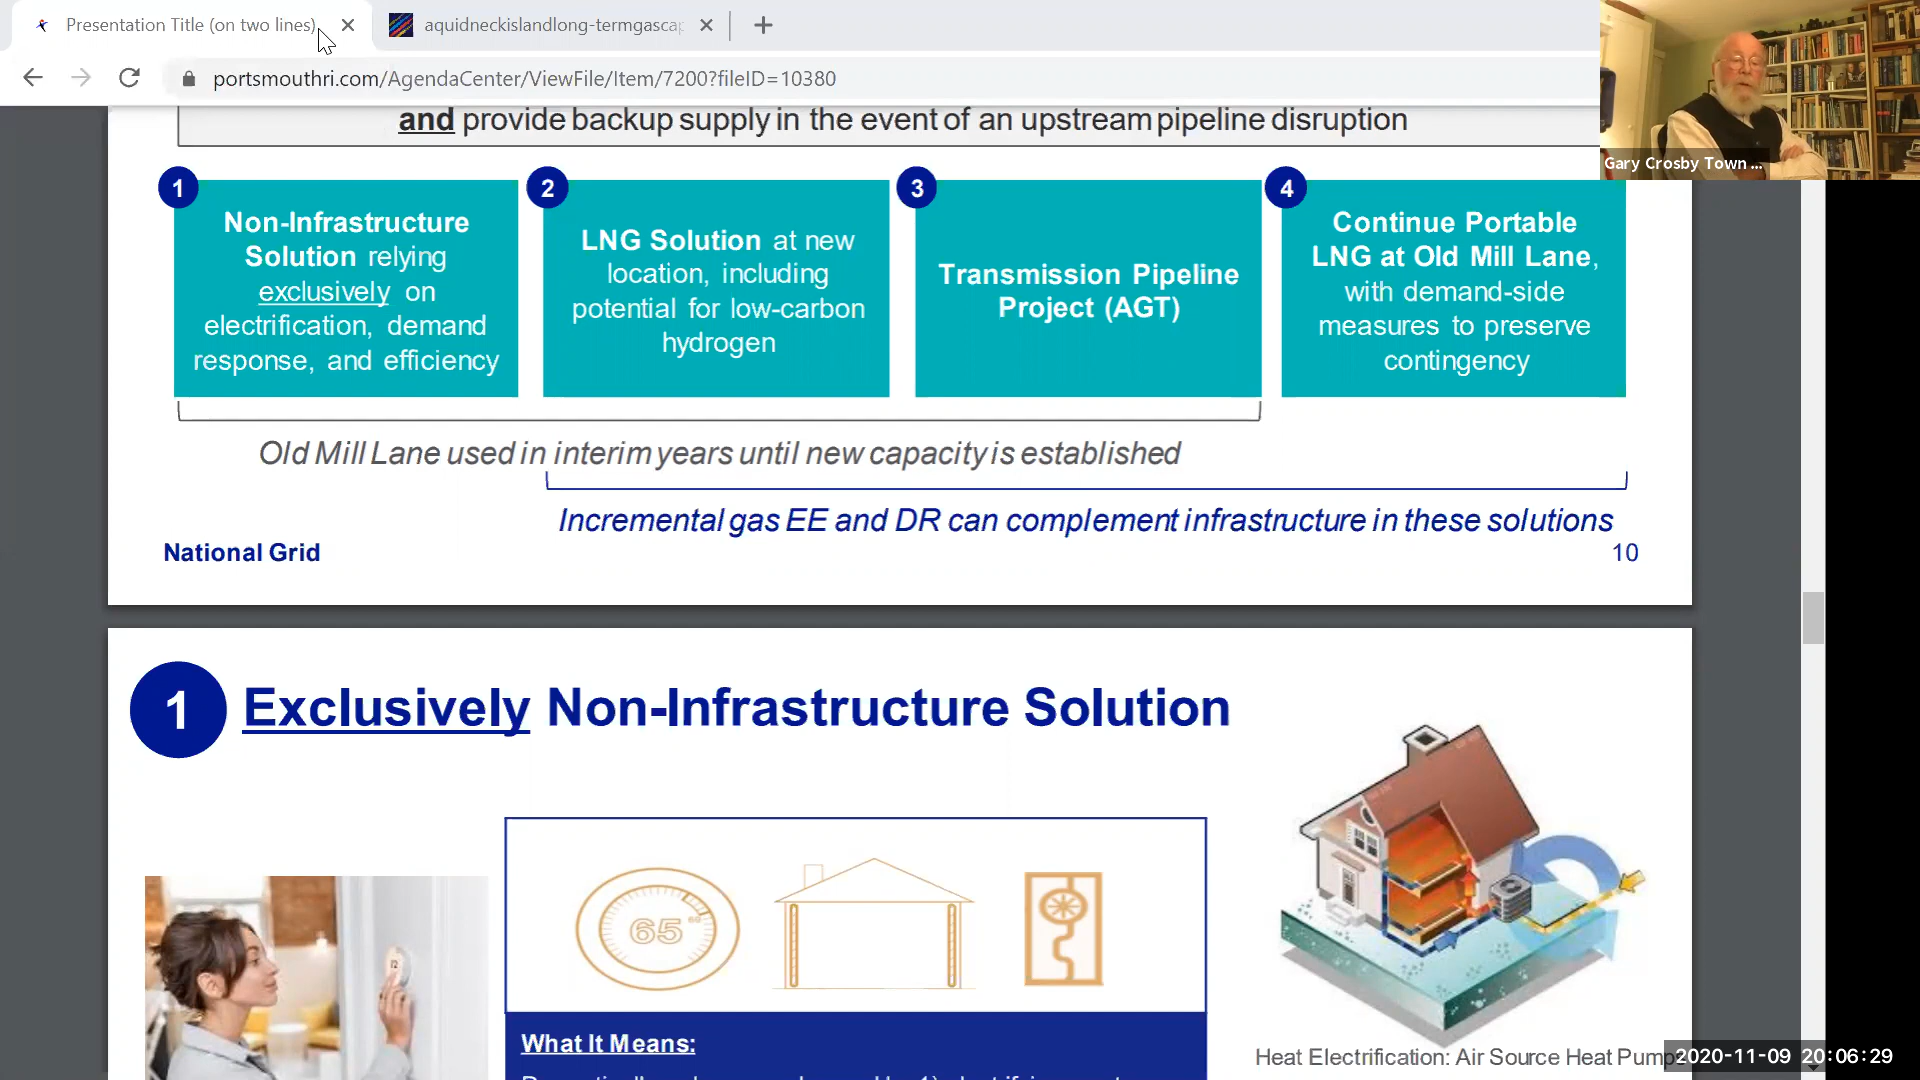 Presentation Title (on two lines)
aquidneckislandlong-termgascap
portsmouthri.com/AgendaCenter/ViewFile/Item/7200?fileID=10380
Gary Crosby Town ...
and provide backup supply in the event of an upstream pipeline disruption
1
Non-Infrastructure
Solution relying
exclusively on
electrification, demand
response, and efficiency
2
LNG Solution at new
location, including
potential for low-carbon
hydrogen
3
Transmission Pipeline
Project (AGT)
4
Continue Portable
LNG at Old Mill Lane,
with demand-side
measures to preserve
contingency
Old Mill Lane used in interim years until new capacity is established
Incremental gas EE and DR can complement infrastructure in these solutions
National Grid
10
1 Exclusively Non-Infrastructure Solution
65
What It Means:
Heat Electrification: Air Source Heat Pump
2020-11-09 20:06:29